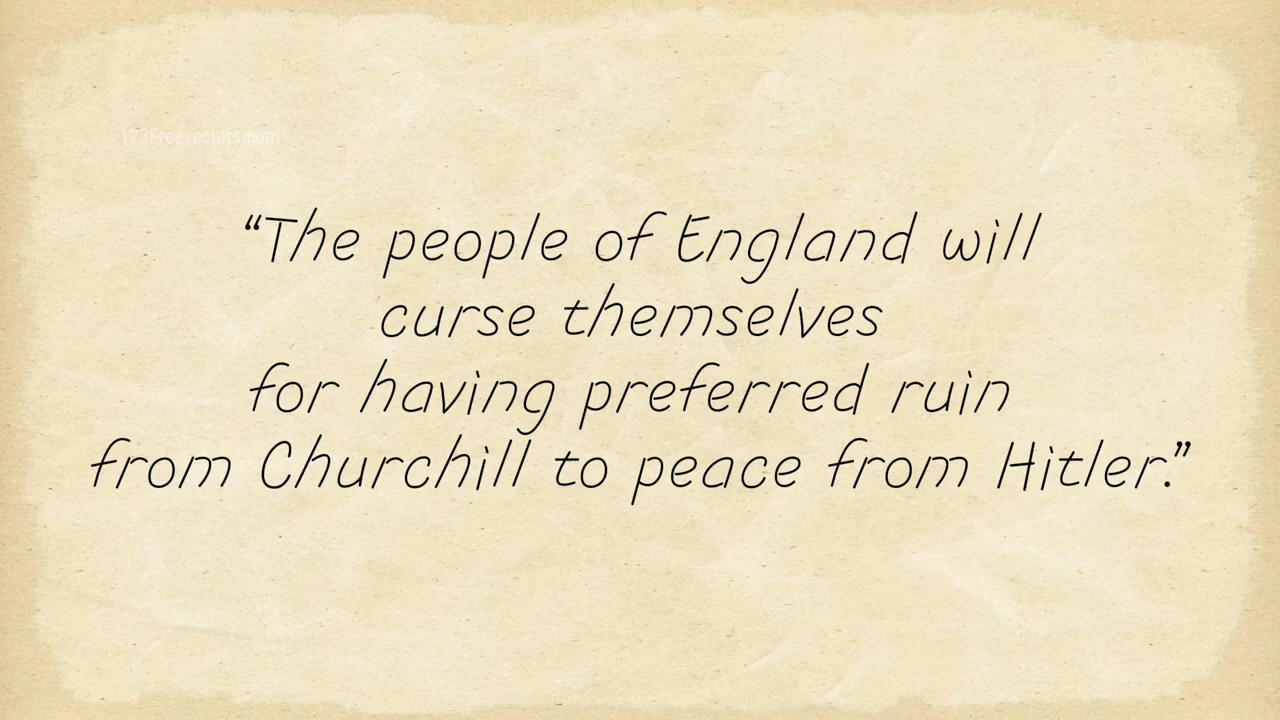 123Freevectors.com
“The people of England will
curse themselves
for having preferred ruin
from Churchill to peace from Hitler.”